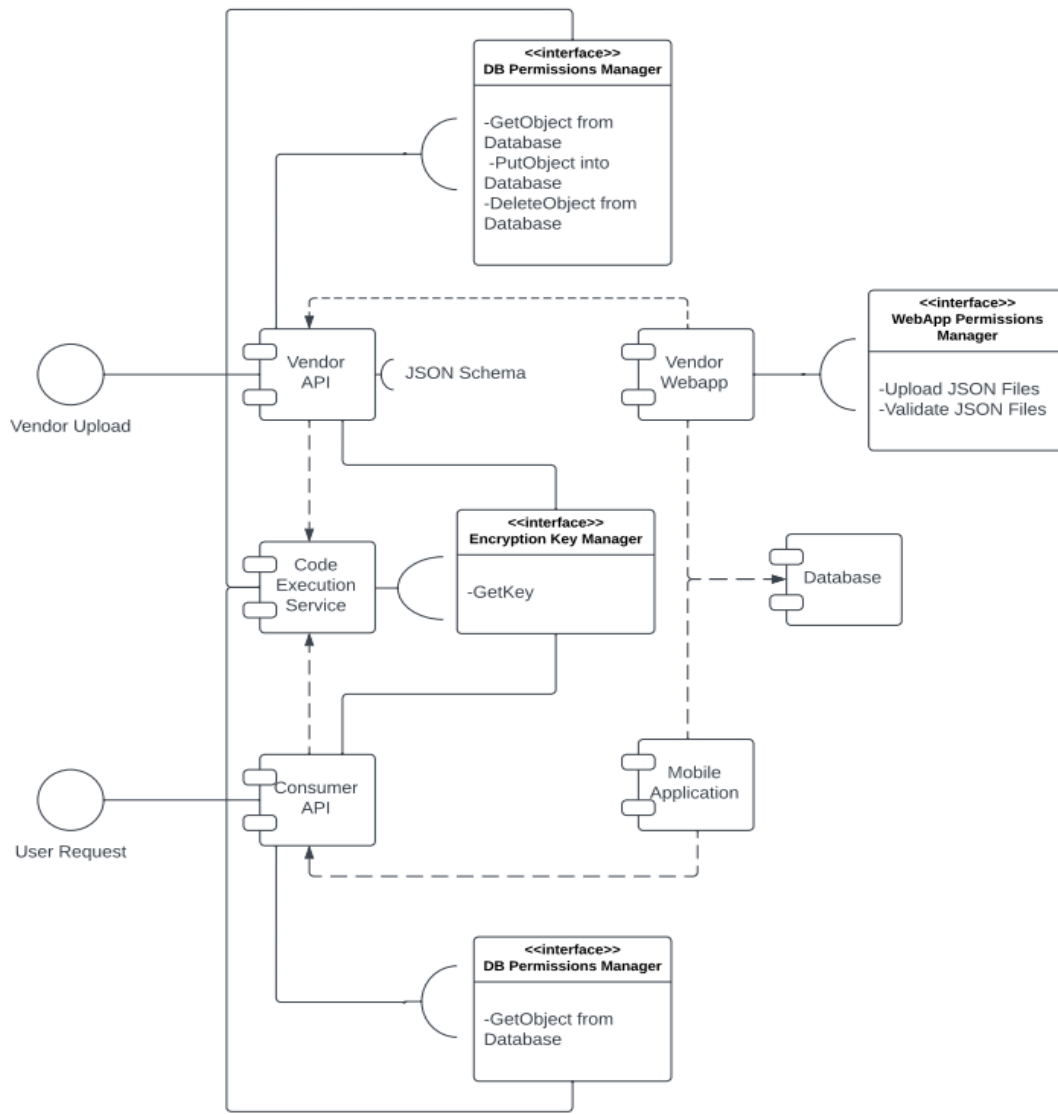 <<interface>>
DB Permissions Manager
-GetObject from
Database
-PutObject into
Database
-DeleteObject from
Database
<<interface>>
WebApp Permissions
Manager
-Upload JSON Files
-Validate JSON Files
Vendor
API
JSON Schema
Vendor
Webapp
Vendor Upload
<<interface>>
Encryption Key Manager
-GetKey
Code
Execution
Service
Database
Consumer
API
Mobile
Application
User Request
<<interface>>
DB Permissions Manager
-GetObject from
Database